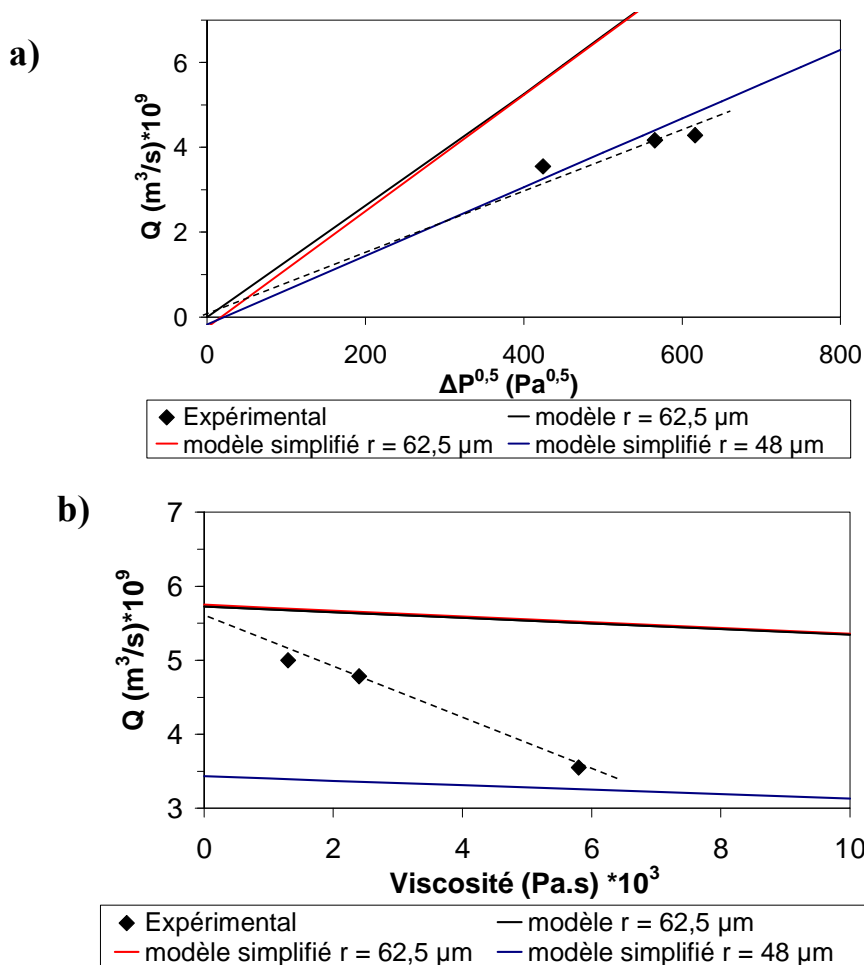 a)
6
4
2
0
Q (m³/s)*10⁹
0 200 400 600 800
ΔP⁰,⁵ (Pa⁰,⁵)
Expérimental modèle r = 62,5 µm
modèle simplifié r = 62,5 µm modèle simplifié r = 48 µm
b)
7
6
5
4
3
Q (m³/s)*10⁹
0 2 4 6 8 10
Viscosité (Pa.s) *10³
Expérimental modèle r = 62,5 µm
modèle simplifié r = 62,5 µm modèle simplifié r = 48 µm